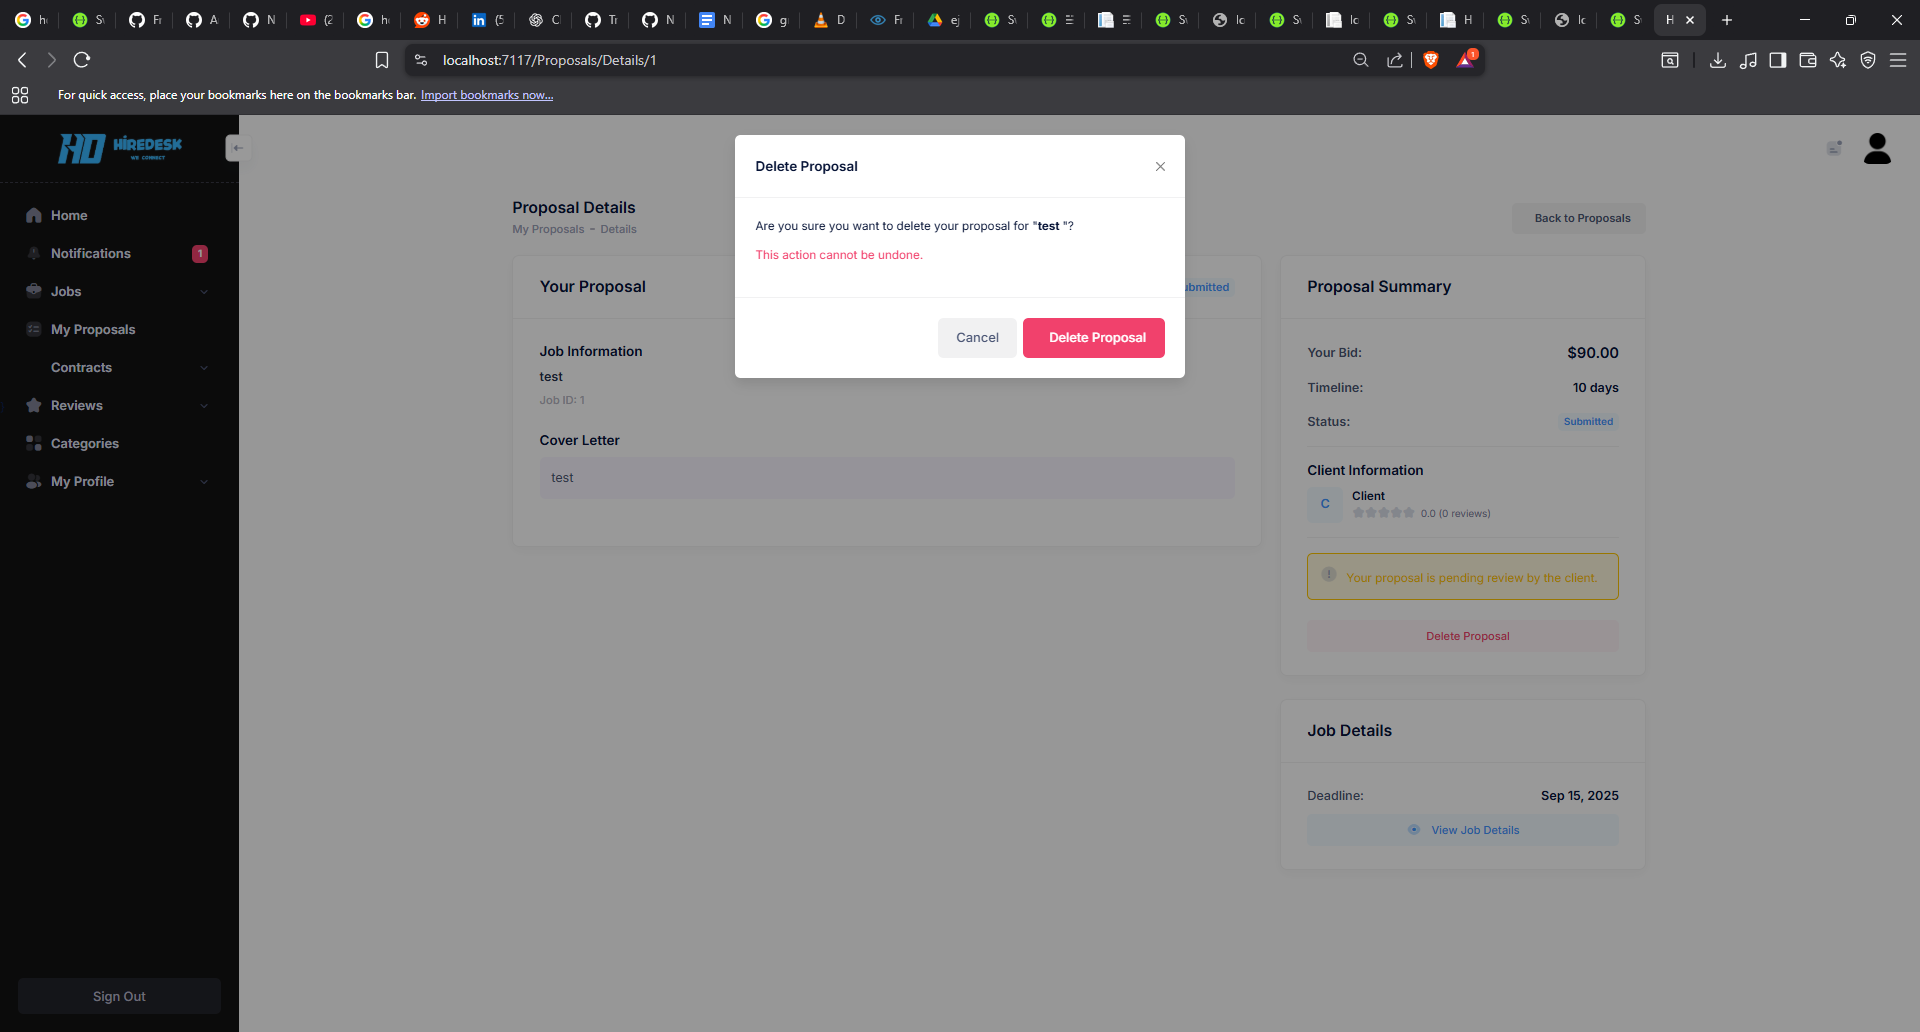 localhost:7117/Proposals/Details/1
1
For quick access, place your bookmarks here on the bookmarks bar. Import bookmarks now...
HD HIREDESK
WE CONNECT
Home
Notifications 1
Jobs
My Proposals
Contracts
Reviews
Categories
My Profile
Sign Out
Delete Proposal
Are you sure you want to delete your proposal for "test "?
This action cannot be undone.
Cancel
Delete Proposal
Proposal Details
My Proposals - Details
Back to Proposals
Your Proposal
ubmitted
Job Information
test
Job ID: 1
Cover Letter
test
Proposal Summary
Your Bid: $90.00
Timeline: 10 days
Status: Submitted
Client Information
C
Client
0.0 (0 reviews)
Your proposal is pending review by the client.
Delete Proposal
Job Details
Deadline: Sep 15, 2025
View Job Details